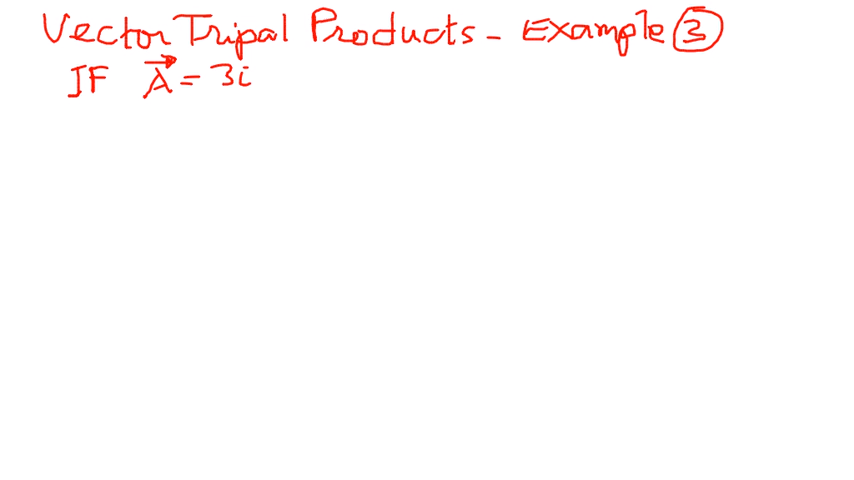 Vector Tripal Products - Example 3
IF A = 3i